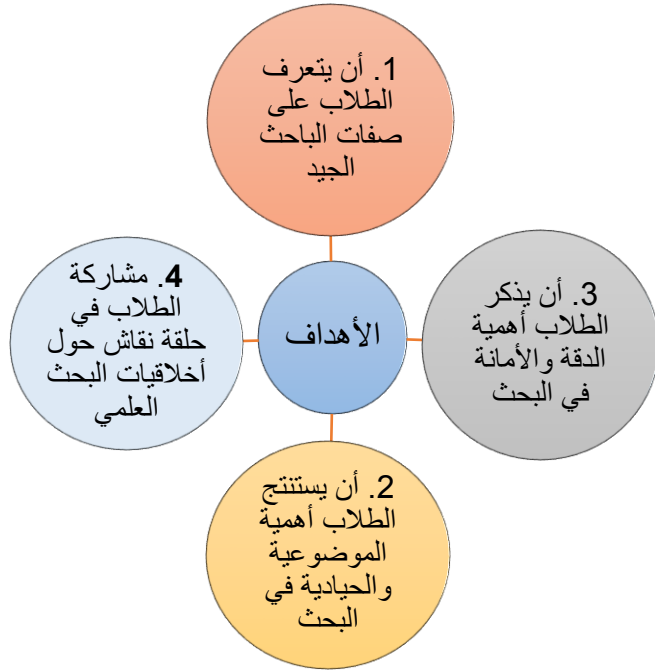 1. أن يتعرف
الطلاب على
صفات الباحث
الجيد
4. مشاركة
الطلاب في
حلقة نقاش حول
أخلاقيات البحث
العلمي
الأهداف
3. أن يذكر
الطلاب أهمية
الدقة والأمانة
في البحث
2. أن يستنتج
الطلاب أهمية
الموضوعية
والحيادية في
البحث